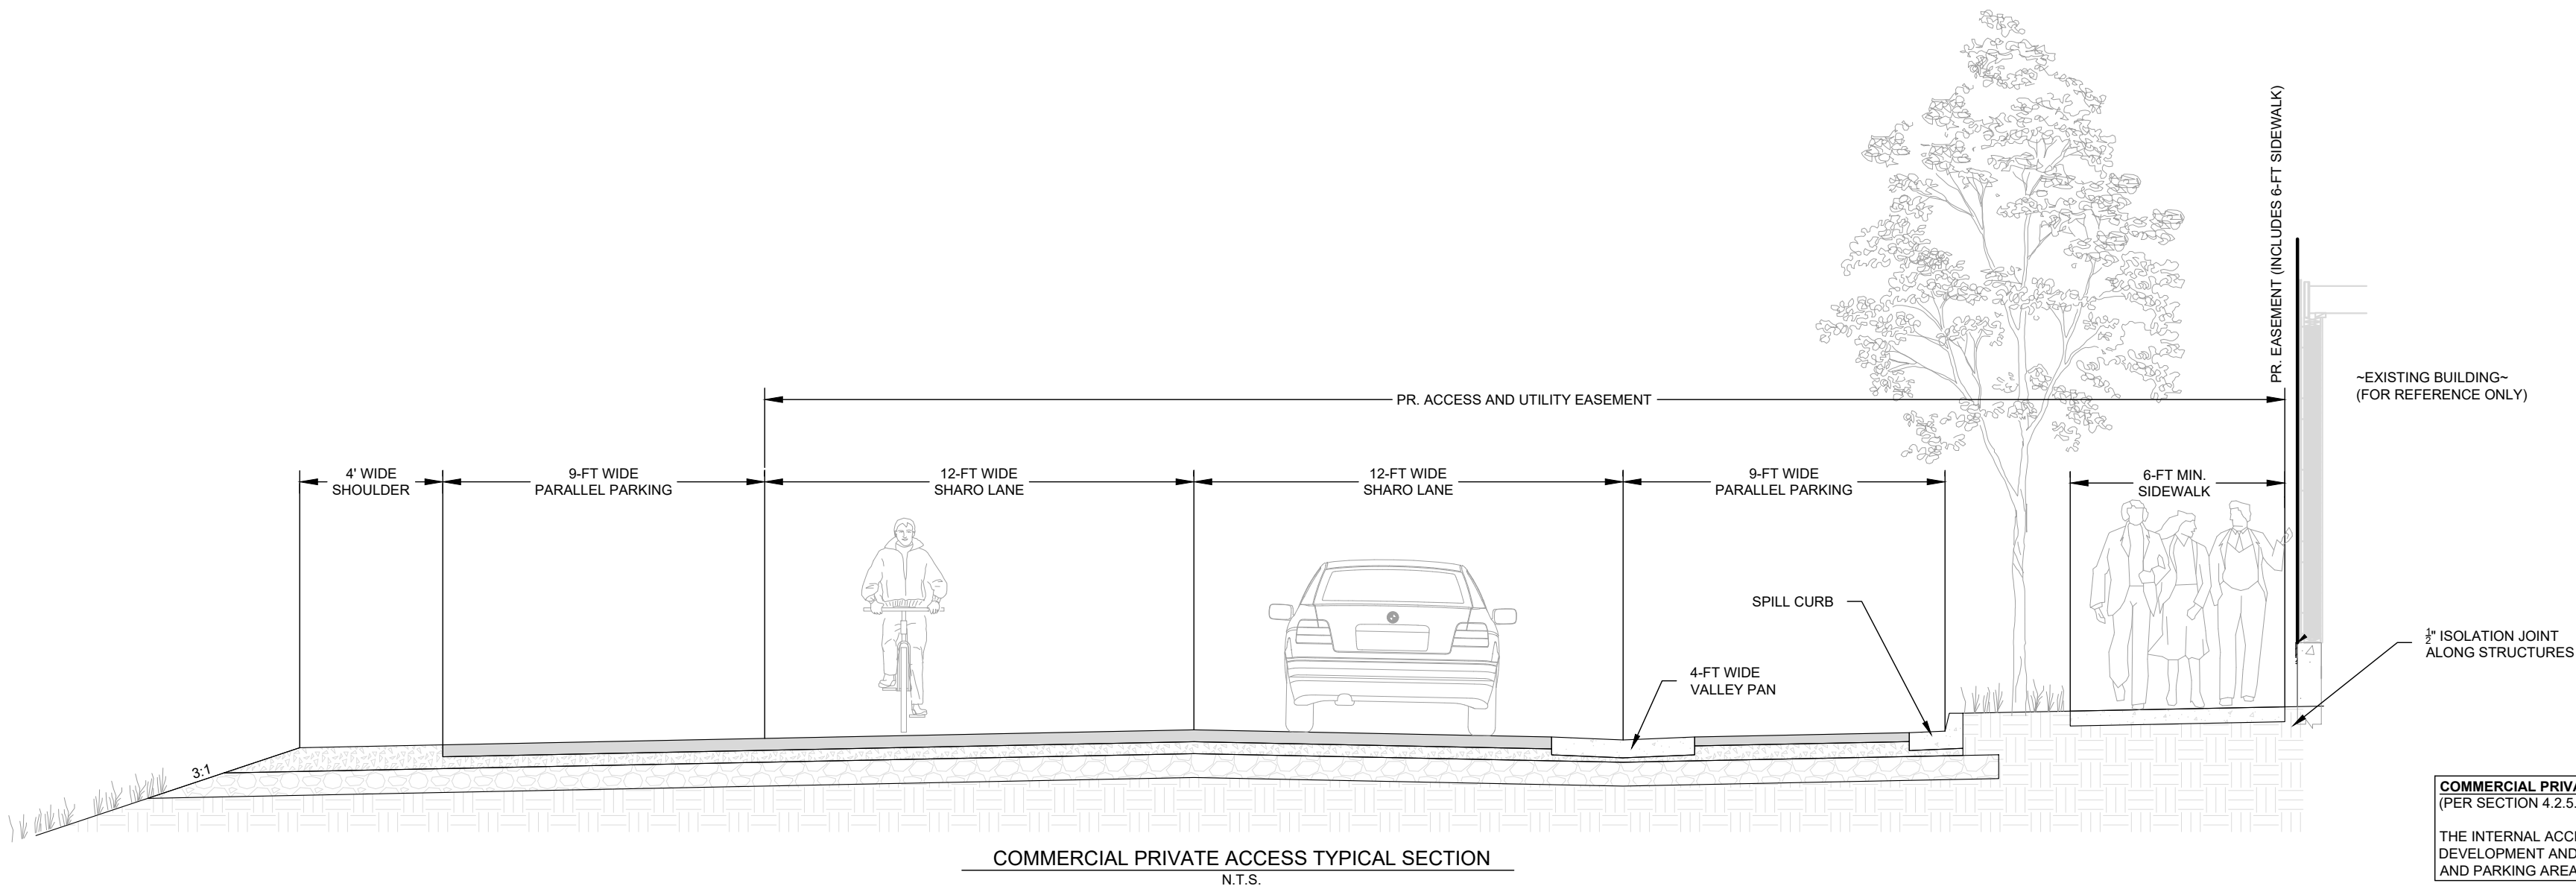 PR. EASEMENT (INCLUDES 6-FT SIDEWALK)
~EXISTING BUILDING~
(FOR REFERENCE ONLY)
PR. ACCESS AND UTILITY EASEMENT
4' WIDE
SHOULDER
9-FT WIDE
PARALLEL PARKING
12-FT WIDE
SHARO LANE
12-FT WIDE
SHARO LANE
9-FT WIDE
PARALLEL PARKING
6-FT MIN.
SIDEWALK
SPILL CURB
4-FT WIDE
VALLEY PAN
½" ISOLATION JOINT
ALONG STRUCTURES
3:1
COMMERCIAL PRIVATE ACCESS TYPICAL SECTION
N.T.S.
COMMERCIAL
(PER SECTION 4.2.5.
THE INTERNAL
DEVELOPMENT AND
AND PARKING